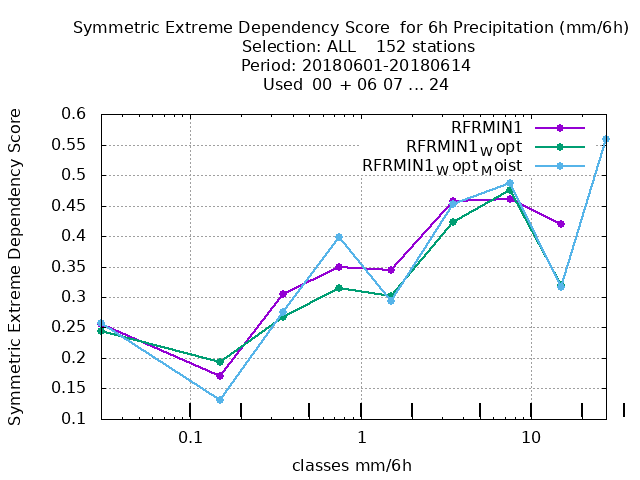 Symmetric Extreme Dependency Score for 6h Precipitation (mm/6h)
Selection: ALL 152 stations
Period: 20180601-20180614
Used 00 + 06 07 ... 24
Symmetric Extreme Dependency Score
0.6
0.55
0.5
0.45
0.4
0.35
0.3
0.25
0.2
0.15
0.1
RFRMIN1
RFRMIN1_W opt
RFRMIN1_W opt_M oist
0.1 1 10
classes mm/6h